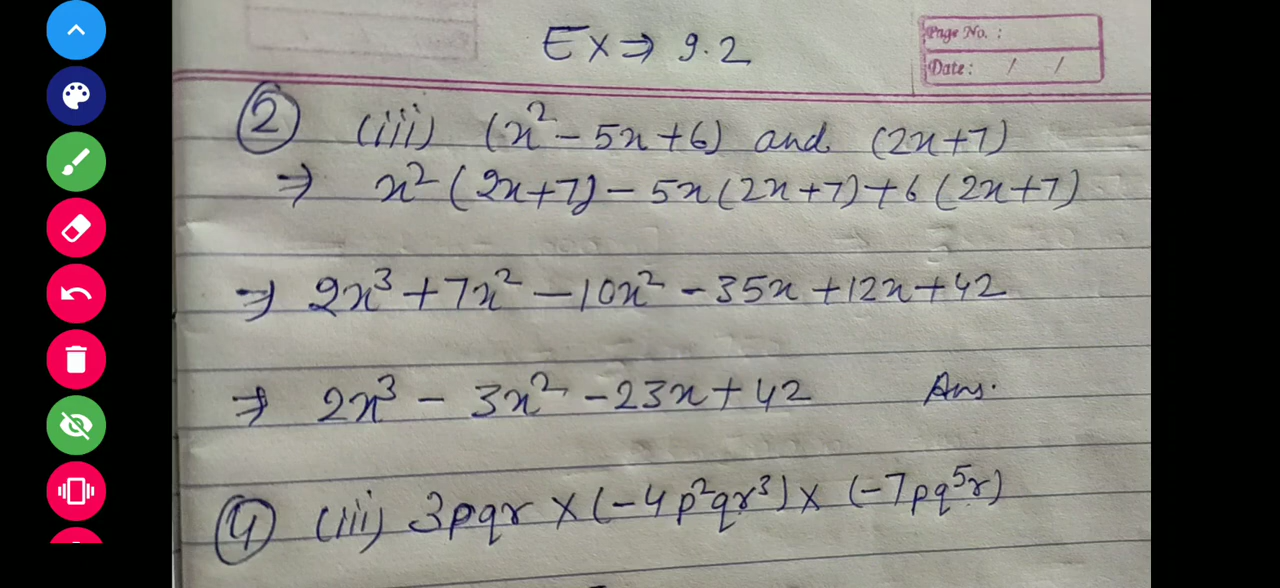 Ex ⇒ 9.2
Page No. :
Date : / /
② (iii) (x² - 5x + 6) and (2x + 7)
⇒ x² (2x + 7) - 5x (2x + 7) + 6 (2x + 7)
⇒ 2x³ + 7x² - 10x² - 35x + 12x + 42
⇒ 2x³ - 3x² - 23x + 42 Ans.
④ (iii) 3pqr × (-4p²qr³) × (-7pq⁵r)